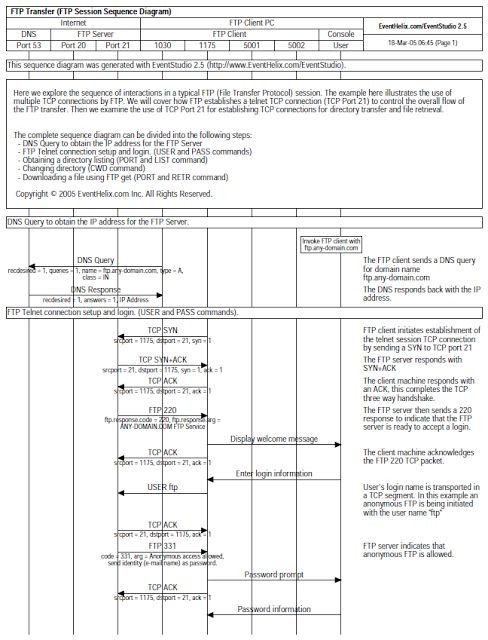 FTP Transfer (FTP Session Sequence Diagram)
Internet
FTP Client PC
EventHelix.com/EventStudio 2.5
DNS
FTP Server
FTP Client
Console
Port 53
Port 20
Port 21
1030
1175
5001
5002
User
18-Mar-05 06:45 (Page 1)
This sequence diagram was generated with EventStudio 2.5 (http://www.EventHelix.com/EventStudio).
Here we explore the sequence of interactions in a typical FTP (File Transfer Protocol) session. The example here illustrates the use of
multiple TCP connections by FTP. We will cover how FTP establishes a telnet TCP connection (TCP Port 21) to control the overall flow of
the FTP transfer. Then we examine the use of TCP Port 21 for establishing TCP connections for directory transfer and file retrieval.
The complete sequence diagram can be divided into the following steps:
- DNS Query to obtain the IP address for the FTP Server
- FTP Telnet connection setup and login. (USER and PASS commands)
- Obtaining a directory listing (PORT and LIST command)
- Changing directory (CWD command)
- Downloading a file using FTP get (PORT and RETR command)
Copyright © 2005 EventHelix.com Inc. All Rights Reserved.
DNS Query to obtain the IP address for the FTP Server.
Invoke FTP client with
ftp.any-domain.com
DNS Query
recdesired = 1, queries = 1, name = ftp.any-domain.com, type = A,
class = IN
The FTP client sends a DNS query
for domain name
ftp.any-domain.com
DNS Response
recdesired = 1, answers = 1, IP Address
The DNS responds back with the IP
address.
FTP Telnet connection setup and login. (USER and PASS commands).
TCP SYN
srcport = 1175, dstport = 21, syn = 1
FTP client initiates establishment of
the telnet session TCP connection
by sending a SYN to TCP port 21
TCP SYN+ACK
srcport = 21, dstport = 1175, syn = 1, ack = 1
The FTP server responds with
SYN+ACK
TCP ACK
srcport = 1175, dstport = 21, ack = 1
The client machine responds with
an ACK, this completes the TCP
three way handshake.
FTP 220
ftp.response.code = 220, ftp.response.arg =
ANY-DOMAIN.COM FTP Service
The FTP server then sends a 220
response to indicate that the FTP
server is ready to accept a login.
Display welcome message
TCP ACK
srcport = 1175, dstport = 21, ack = 1
The client machine acknowledges
the FTP 220 TCP packet.
Enter login information
USER ftp
User's login name is transported in
a TCP segment. In this example an
anonymous FTP is being initiated
with the user name "ftp"
TCP ACK
srcport = 21, dstport = 1175, ack = 1
FTP 331
code = 331, arg = Anonymous access allowed,
send identity (e-mail name) as password.
FTP server indicates that
anonymous FTP is allowed.
Password prompt
TCP ACK
srcport = 1175, dstport = 21, ack = 1
Password information